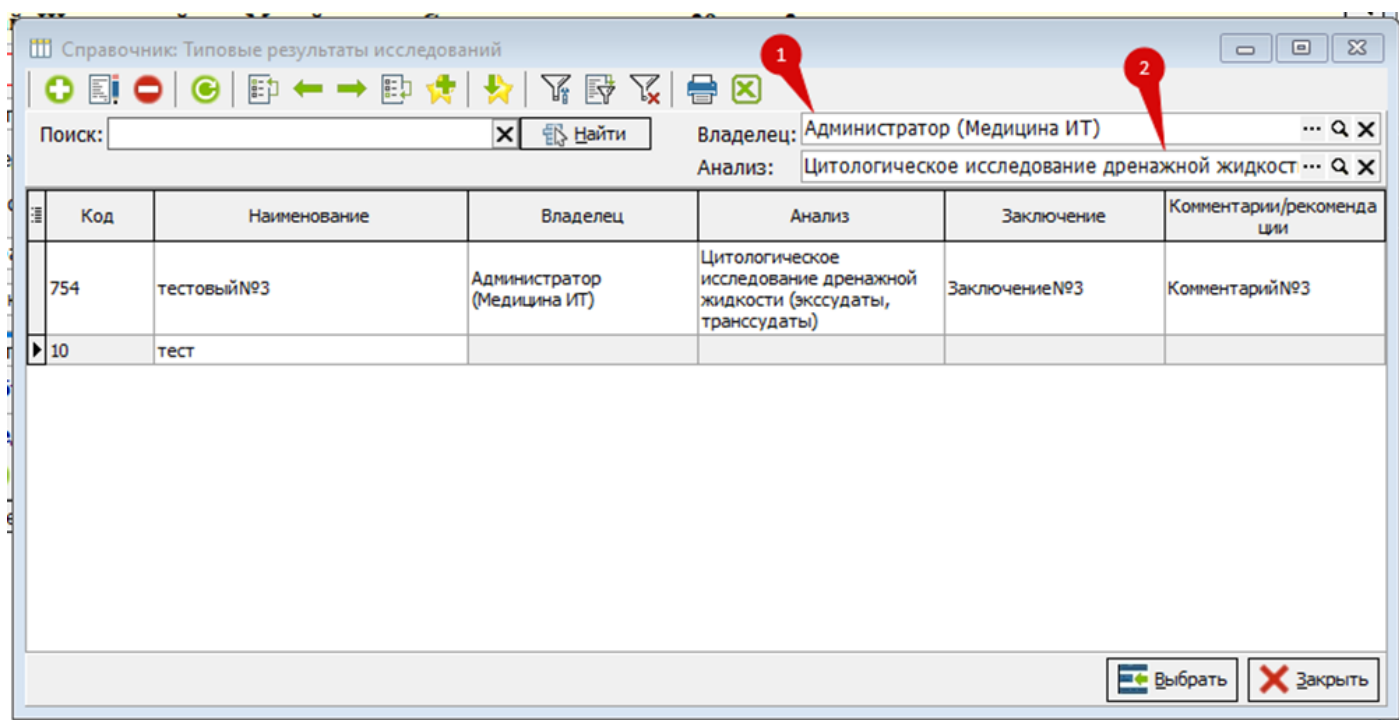 Справочник: Типовые результаты исследований
1
2
Поиск:
Найти
Владелец: Администратор (Медицина ИТ)
Анализ: Цитологическое исследование дренажной жидкост
Код Наименование Владелец Анализ Заключение Комментарии/рекоменда
ции
754 тестовый№3 Администратор
(Медицина ИТ)
Цитологическое
исследование дренажной
жидкости (экссудаты,
транссудаты)
Заключение№3 Комментарий№3
10 тест
Выбрать Закрыть